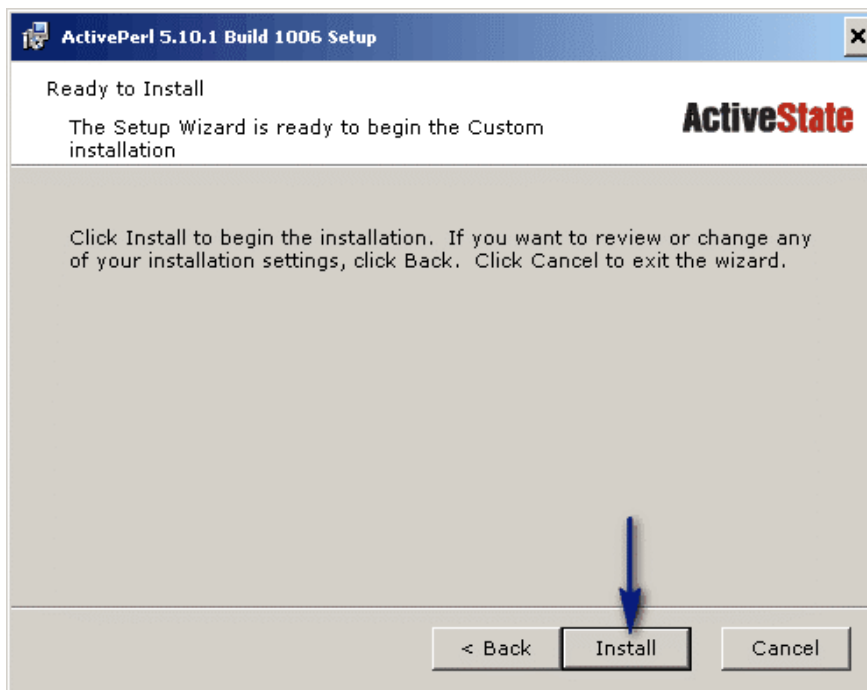 ActivePerl 5.10.1 Build 1006 Setup
Ready to Install
The Setup Wizard is ready to begin the Custom
installation
ActiveState
Click Install to begin the installation.  If you want to review or change any
of your installation settings, click Back.  Click Cancel to exit the wizard.
< Back
Install
Cancel